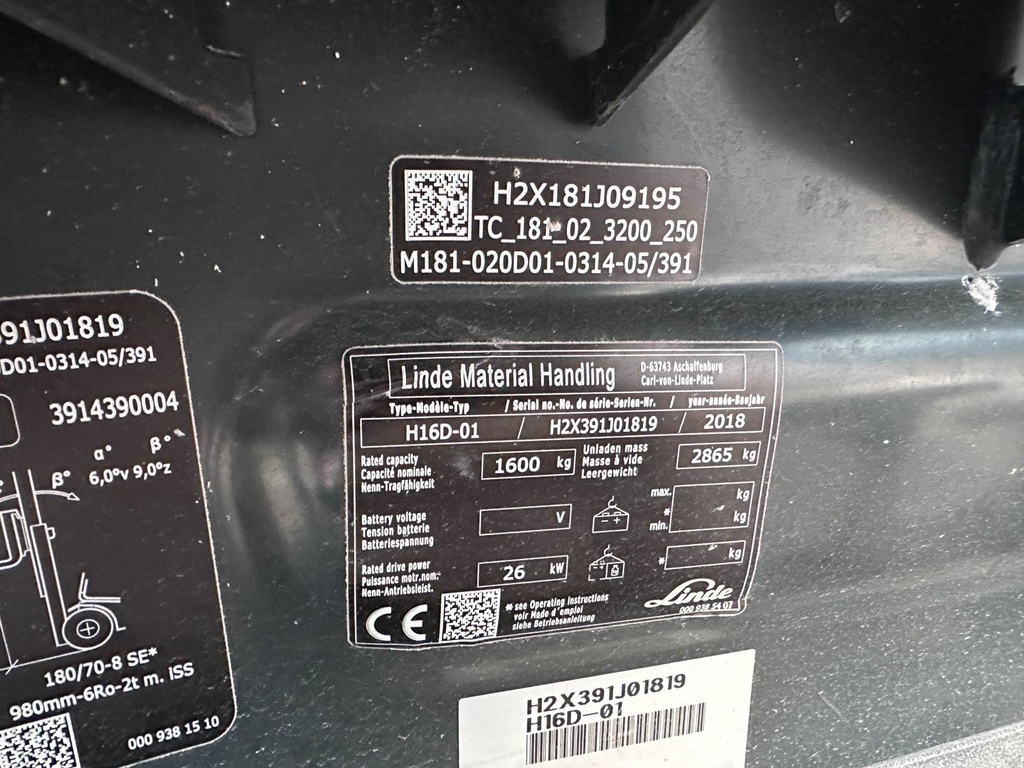 H2X181J09195
TC_181_02_3200_250
M181-020D01-0314-05/391
391J01819
D01-0314-05/391
3914390004
α° β°
β° 6,0°v 9,0°z
180/70-8 SE*
980mm-6Ro-2t m. iSS
000 938 15 10
Linde Material Handling
D-63743 Aschaffenburg
Carl-von-Linde-Platz
Type-Modèle-Typ / Serial no.-No. de série-Serien-Nr. / year-année-Baujahr
H16D-01 / H2X391J01819 / 2018
Rated capacity
Capacité nominale
Nenn-Tragfähigkeit
1600 kg
Unladen mass
Masse à vide
Leergewicht
2865 kg
Battery voltage
Tension batterie
Batteriespannung
V
max. kg
*
min. kg
Rated drive power
Puissance motr.nom.
Nenn-Antriebsleist.
26 kW
* kg
CE
* see Operating Instructions
voir Mode d'emploi
siehe Betriebsanleitung
Linde
000 938 54 07
H2X391J01819
H16D-01